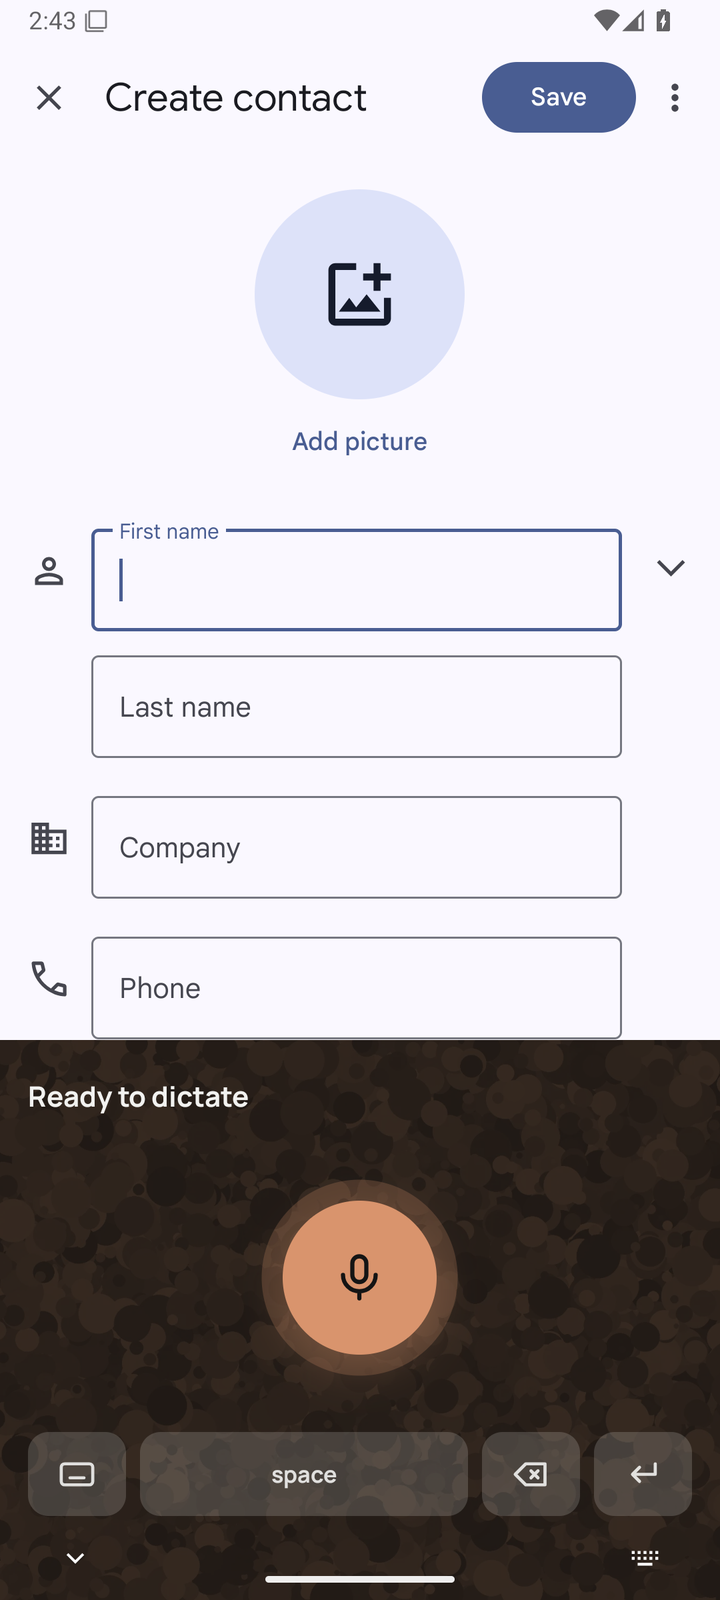 2:43
Create contact
Save
Add picture
First name
Last name
Company
Phone
Ready to dictate
space